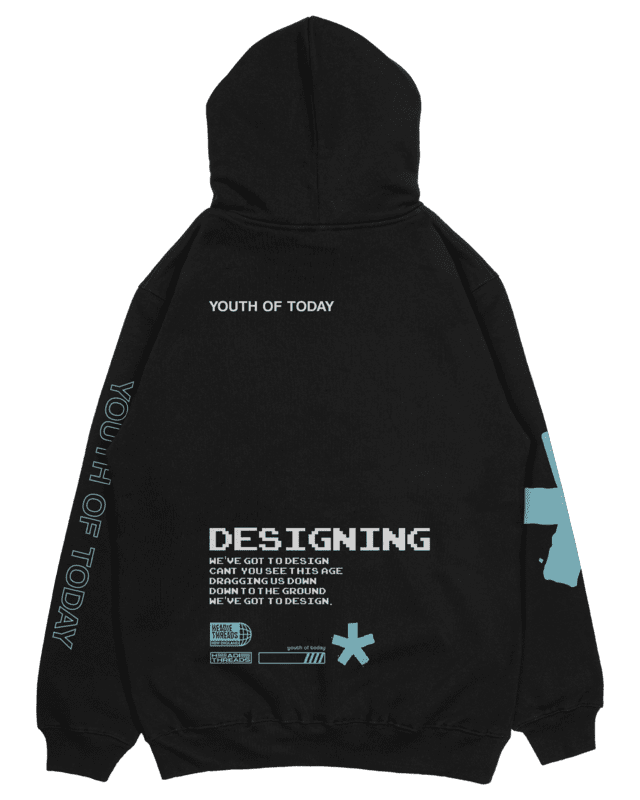 YOUTH OF TODAY
YOUTH OF TODAY
DESIGNING
WE'VE GOT TO DESIGN
CANT YOU SEE THIS AGE
DRAGGING US DOWN
DOWN TO THE GROUND
WE'VE GOT TO DESIGN.
HEADIE
THREADS
youth of today
HEADIE
THREADS